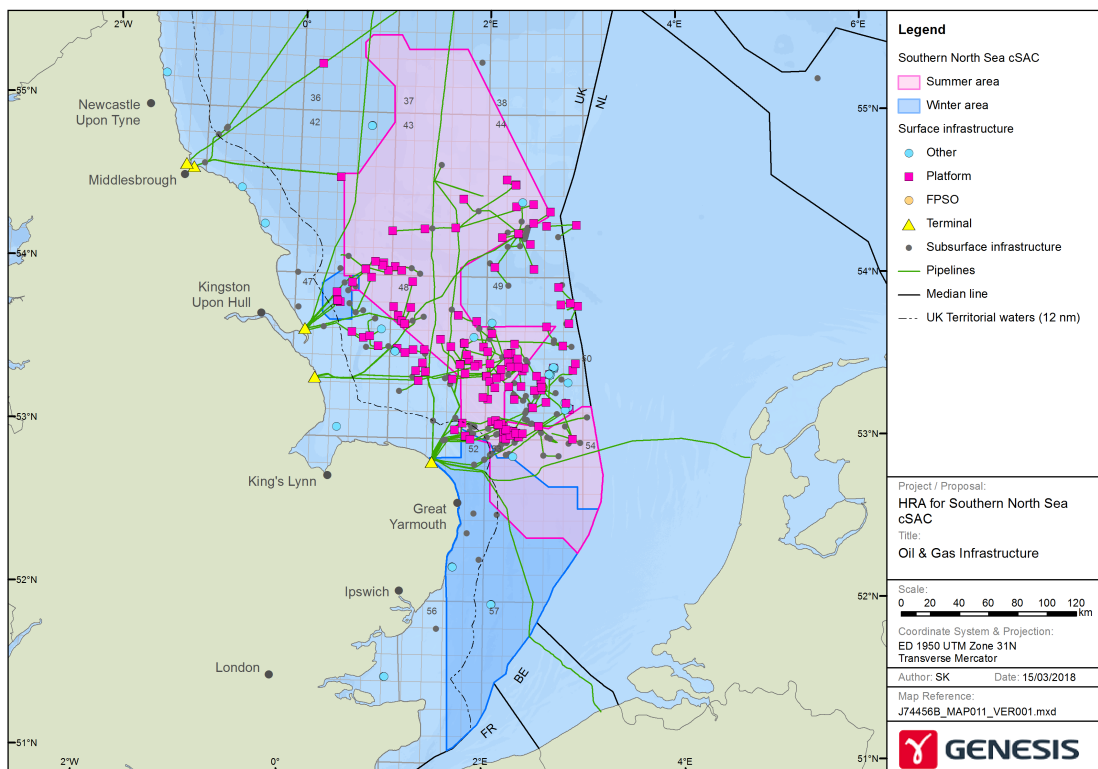 2°W
0°
2°E
4°E
6°E
55°N
54°N
53°N
52°N
51°N
55°N
54°N
53°N
52°N
51°N
2°W
0°
2°E
4°E
36
37
38
42
43
44
47
48
49
50
52
54
56
57
UK
NL
BE
FR
Newcastle
Upon Tyne
Middlesbrough
Kingston
Upon Hull
King's Lynn
Great
Yarmouth
Ipswich
London
Legend
Southern North Sea cSAC
Summer area
Winter area
Surface infrastructure
Other
Platform
FPSO
Terminal
Subsurface infrastructure
Pipelines
Median line
UK Territorial waters (12 nm)
Project / Proposal:
HRA for Southern North Sea
cSAC
Title:
Oil & Gas Infrastructure
Scale:
0 20 40 60 80 100 120
km
Coordinate System & Projection:
ED 1950 UTM Zone 31N
Transverse Mercator
Author: SK Date: 15/03/2018
Map Reference:
J74456B_MAP011_VER001.mxd
GENESIS